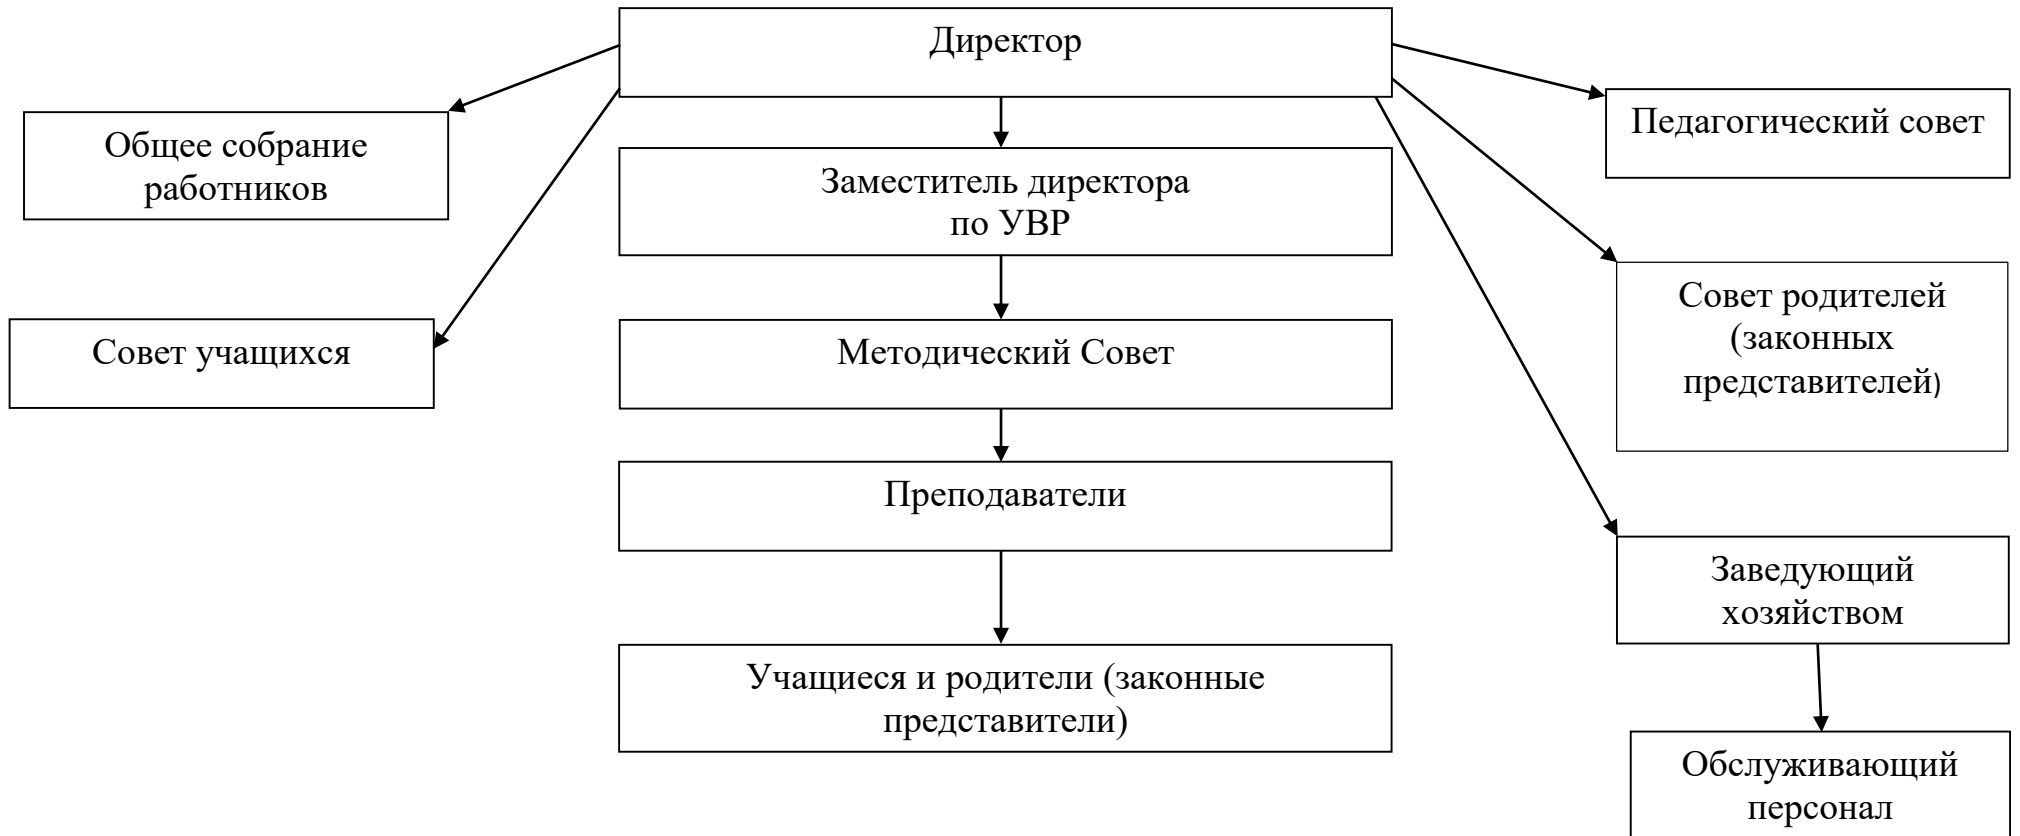 Директор
Общее собрание
работников
Педагогический совет
Заместитель директора
по УВР
Совет учащихся
Методический Совет
Совет родителей
(законных
представителей)
Преподаватели
Заведующий
хозяйством
Учащиеся и родители (законные
представители)
Обслуживающий
персонал